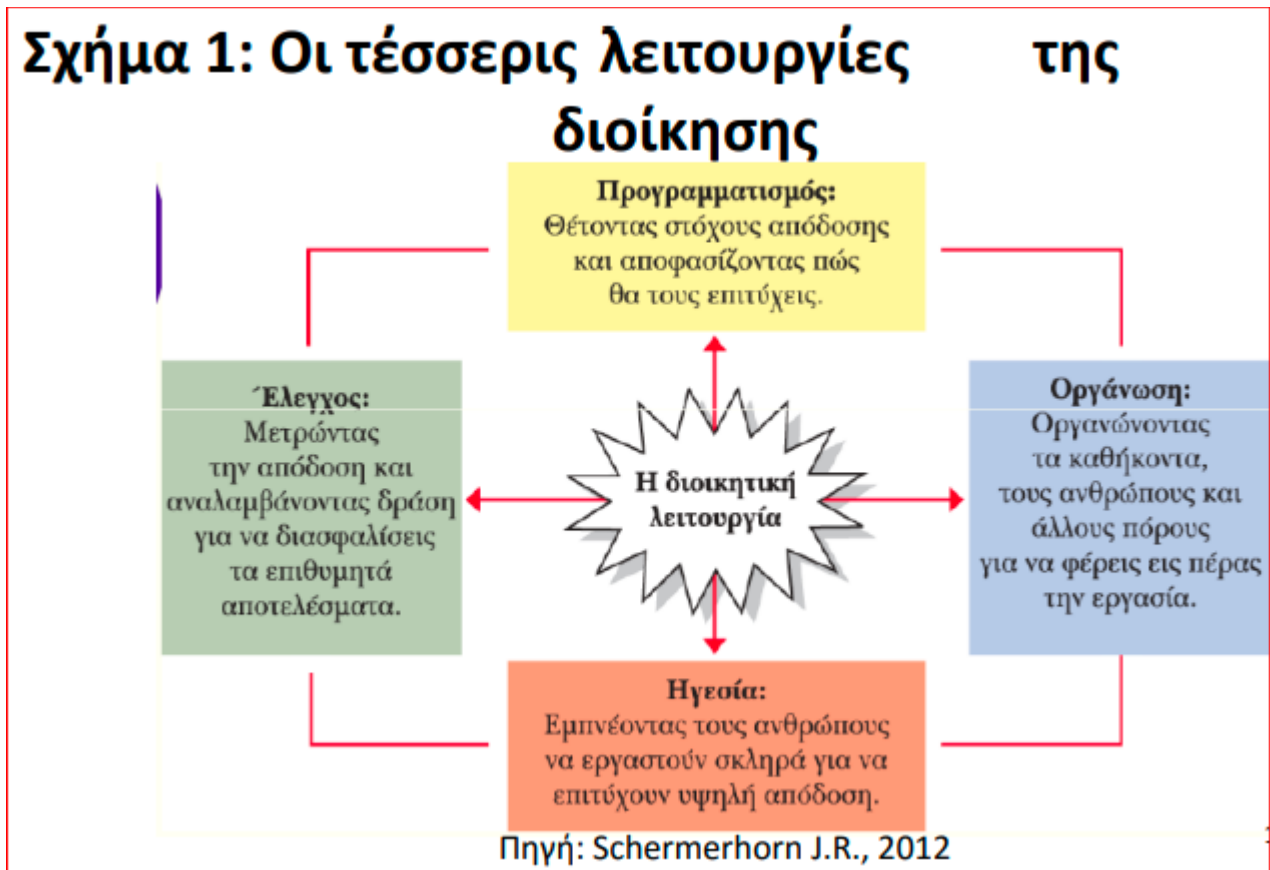 Σχήμα 1: Οι τέσσερις λειτουργίες της
διοίκησης
Προγραμματισμός:
Θέτοντας στόχους απόδοσης
και αποφασίζοντας πώς
θα τους επιτύχεις.
Έλεγχος:
Μετρώντας
την απόδοση και
αναλαμβάνοντας δράση
για να διασφαλίσεις
τα επιθυμητά
αποτελέσματα.
Η διοικητική
λειτουργία
Οργάνωση:
Οργανώνοντας
τα καθήκοντα,
τους ανθρώπους και
άλλους πόρους
για να φέρεις εις πέρας
την εργασία.
Ηγεσία:
Εμπνέοντας τους ανθρώπους
να εργαστούν σκληρά για να
επιτύχουν υψηλή απόδοση.
Πηγή: Schermerhorn J.R., 2012